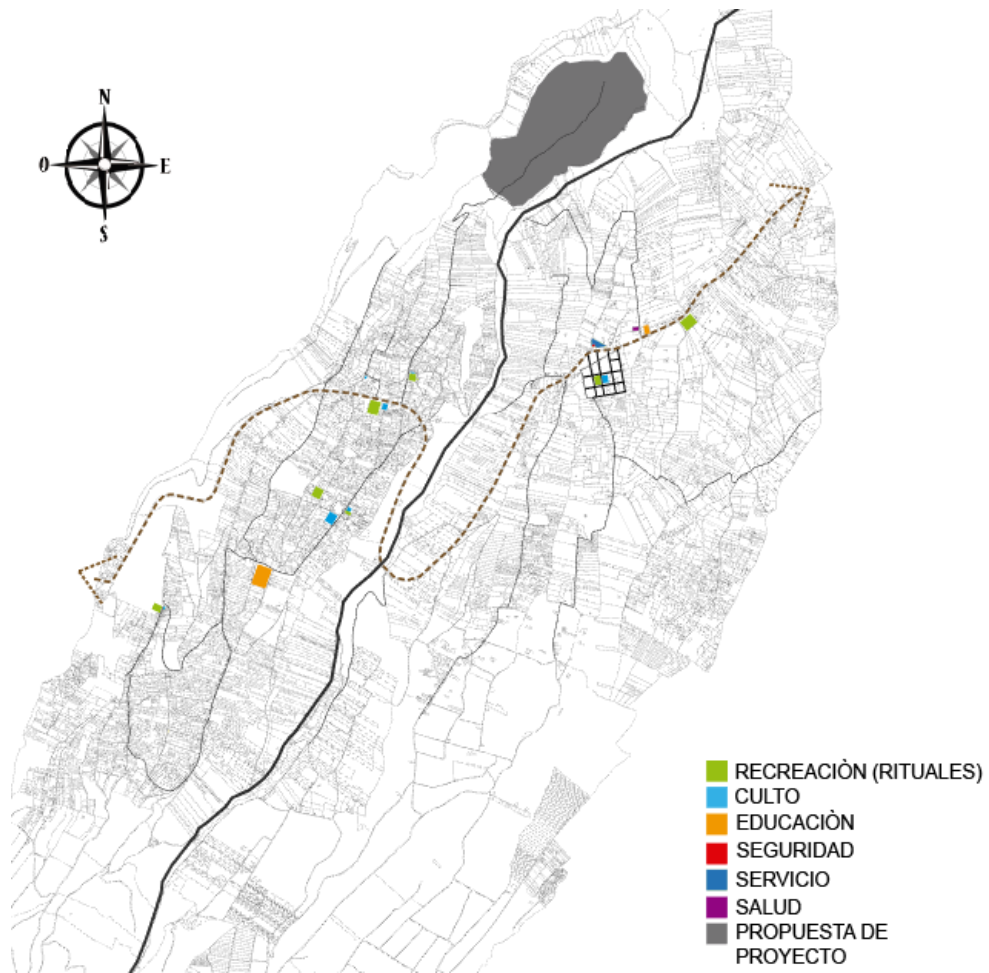 N
O
E
S
RECREACIÒN (RITUALES)
CULTO
EDUCACIÒN
SEGURIDAD
SERVICIO
SALUD
PROPUESTA DE
PROYECTO